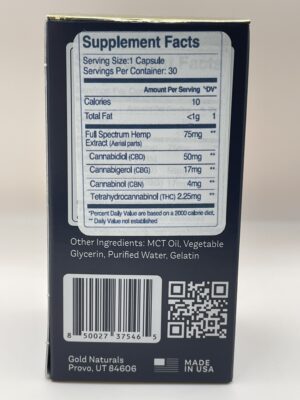 Supplement Facts
Serving Size:1 Capsule
Servings Per Container: 30
Amount Per Serving %DV*
Calories 10
Total Fat <1g 1
Full Spectrum Hemp 75mg **
Extract (Aerial parts)
Cannabidiol (CBD) 50mg **
Cannabigerol (CBG) 17mg **
Cannabinol (CBN) 4mg **
Tetrahydrocannabinol (THC) 2.25mg **
*Percent Daily Value are based on a 2000 calorie diet.
** Daily Value not established
Other Ingredients: MCT Oil, Vegetable
Glycerin, Purified Water, Gelatin
8 50027 37546 5
Gold Naturals
Provo, UT 84606
MADE
IN USA